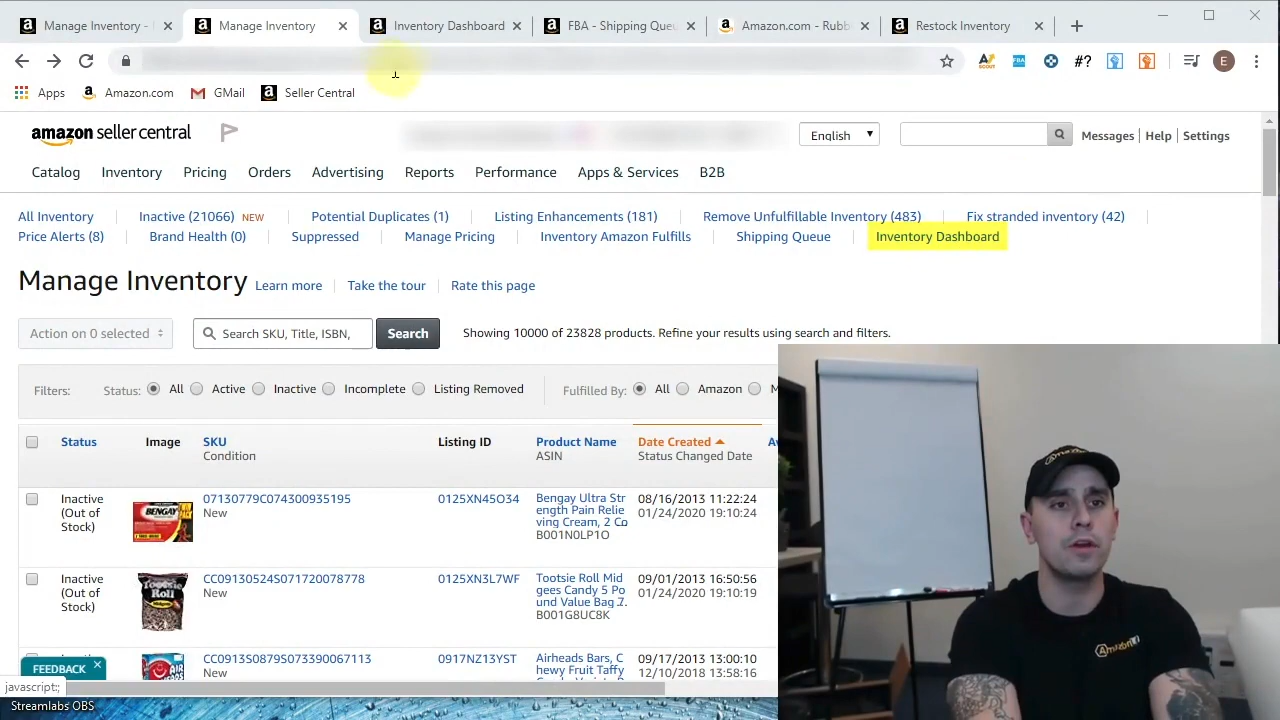 Manage Inventory -
Manage Inventory
Inventory Dashboard
FBA - Shipping Queu
Amazon.com - Rubb
Restock Inventory
SCOUT
FBA
#?
E
Apps
Amazon.com
GMail
Seller Central
amazon seller central
English
Messages
Help
Settings
Catalog
Inventory
Pricing
Orders
Advertising
Reports
Performance
Apps & Services
B2B
All Inventory
Inactive (21066) NEW
Potential Duplicates (1)
Listing Enhancements (181)
Remove Unfulfillable Inventory (483)
Fix stranded inventory (42)
Price Alerts (8)
Brand Health (0)
Suppressed
Manage Pricing
Inventory Amazon Fulfills
Shipping Queue
Inventory Dashboard
Manage Inventory
Learn more
Take the tour
Rate this page
Action on 0 selected
Search SKU, Title, ISBN,
Search
Showing 10000 of 23828 products. Refine your results using search and filters.
Filters:
Status:
All
Active
Inactive
Incomplete
Listing Removed
Fulfilled By:
All
Amazon
M
Status
Image
SKU
Condition
Listing ID
Product Name
ASIN
Date Created
Status Changed Date
Av
Inactive
(Out of
Stock)
BENGAY
07130779C074300935195
New
0125XN45O34
Bengay Ultra Str
ength Pain Relie
ving Cream, 2 Co
B001N0LP1O
08/16/2013 11:22:24
01/24/2020 19:10:24
Inactive
(Out of
Stock)
Tootsie
Roll
CC09130524S071720078778
New
0125XN3L7WF
Tootsie Roll Mid
gees Candy 5 Po
und Value Bag 7.
B001G8UC8K
09/01/2013 16:50:56
01/24/2020 19:10:19
AIR
CC0913S0879S073390067113
New
0917NZ13YST
Airheads Bars, C
hewy Fruit Taffy
09/17/2013 13:00:10
12/10/2018 13:58:16
FEEDBACK
javascript:;
Streamlabs OBS